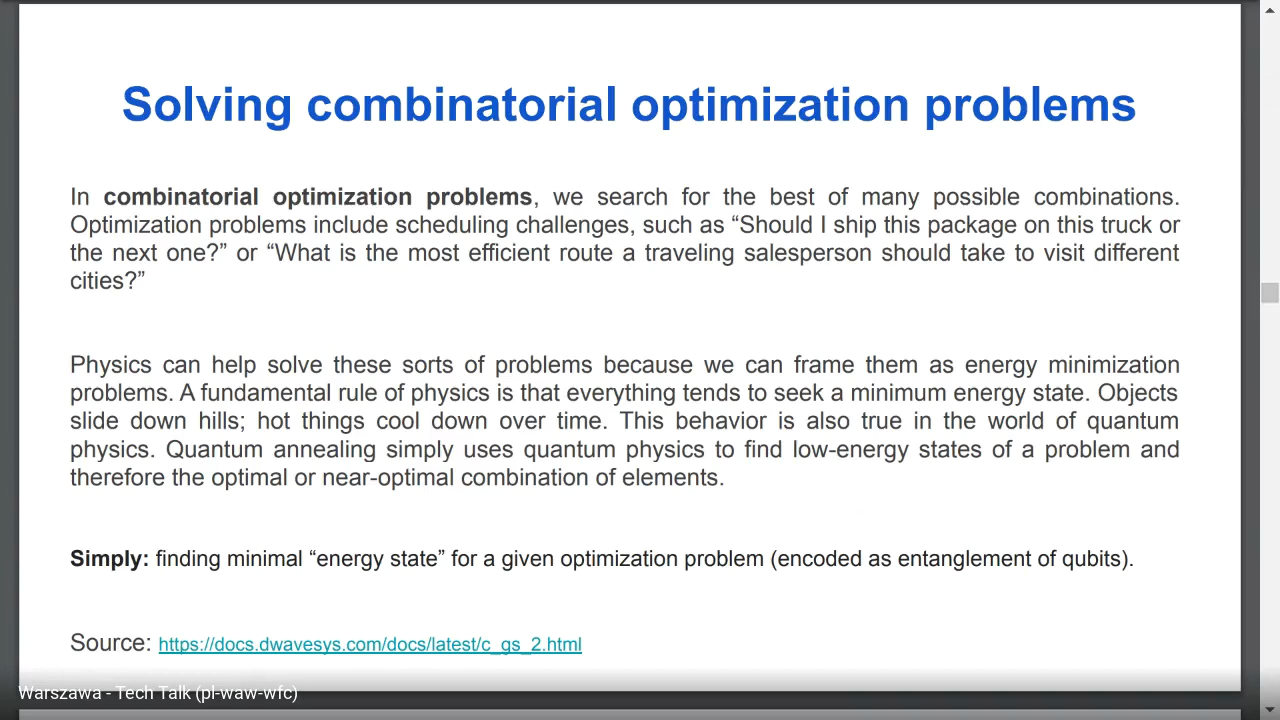 Solving combinatorial optimization problems
In combinatorial optimization problems, we search for the best of many possible combinations.
Optimization problems include scheduling challenges, such as “Should I ship this package on this truck or
the next one?” or “What is the most efficient route a traveling salesperson should take to visit different
cities?”
Physics can help solve these sorts of problems because we can frame them as energy minimization
problems. A fundamental rule of physics is that everything tends to seek a minimum energy state. Objects
slide down hills; hot things cool down over time. This behavior is also true in the world of quantum
physics. Quantum annealing simply uses quantum physics to find low-energy states of a problem and
therefore the optimal or near-optimal combination of elements.
Simply: finding minimal “energy state” for a given optimization problem (encoded as entanglement of qubits).
Source: https://docs.dwavesys.com/docs/latest/c_gs_2.html
Warszawa - Tech Talk (pl-waw-wfc)